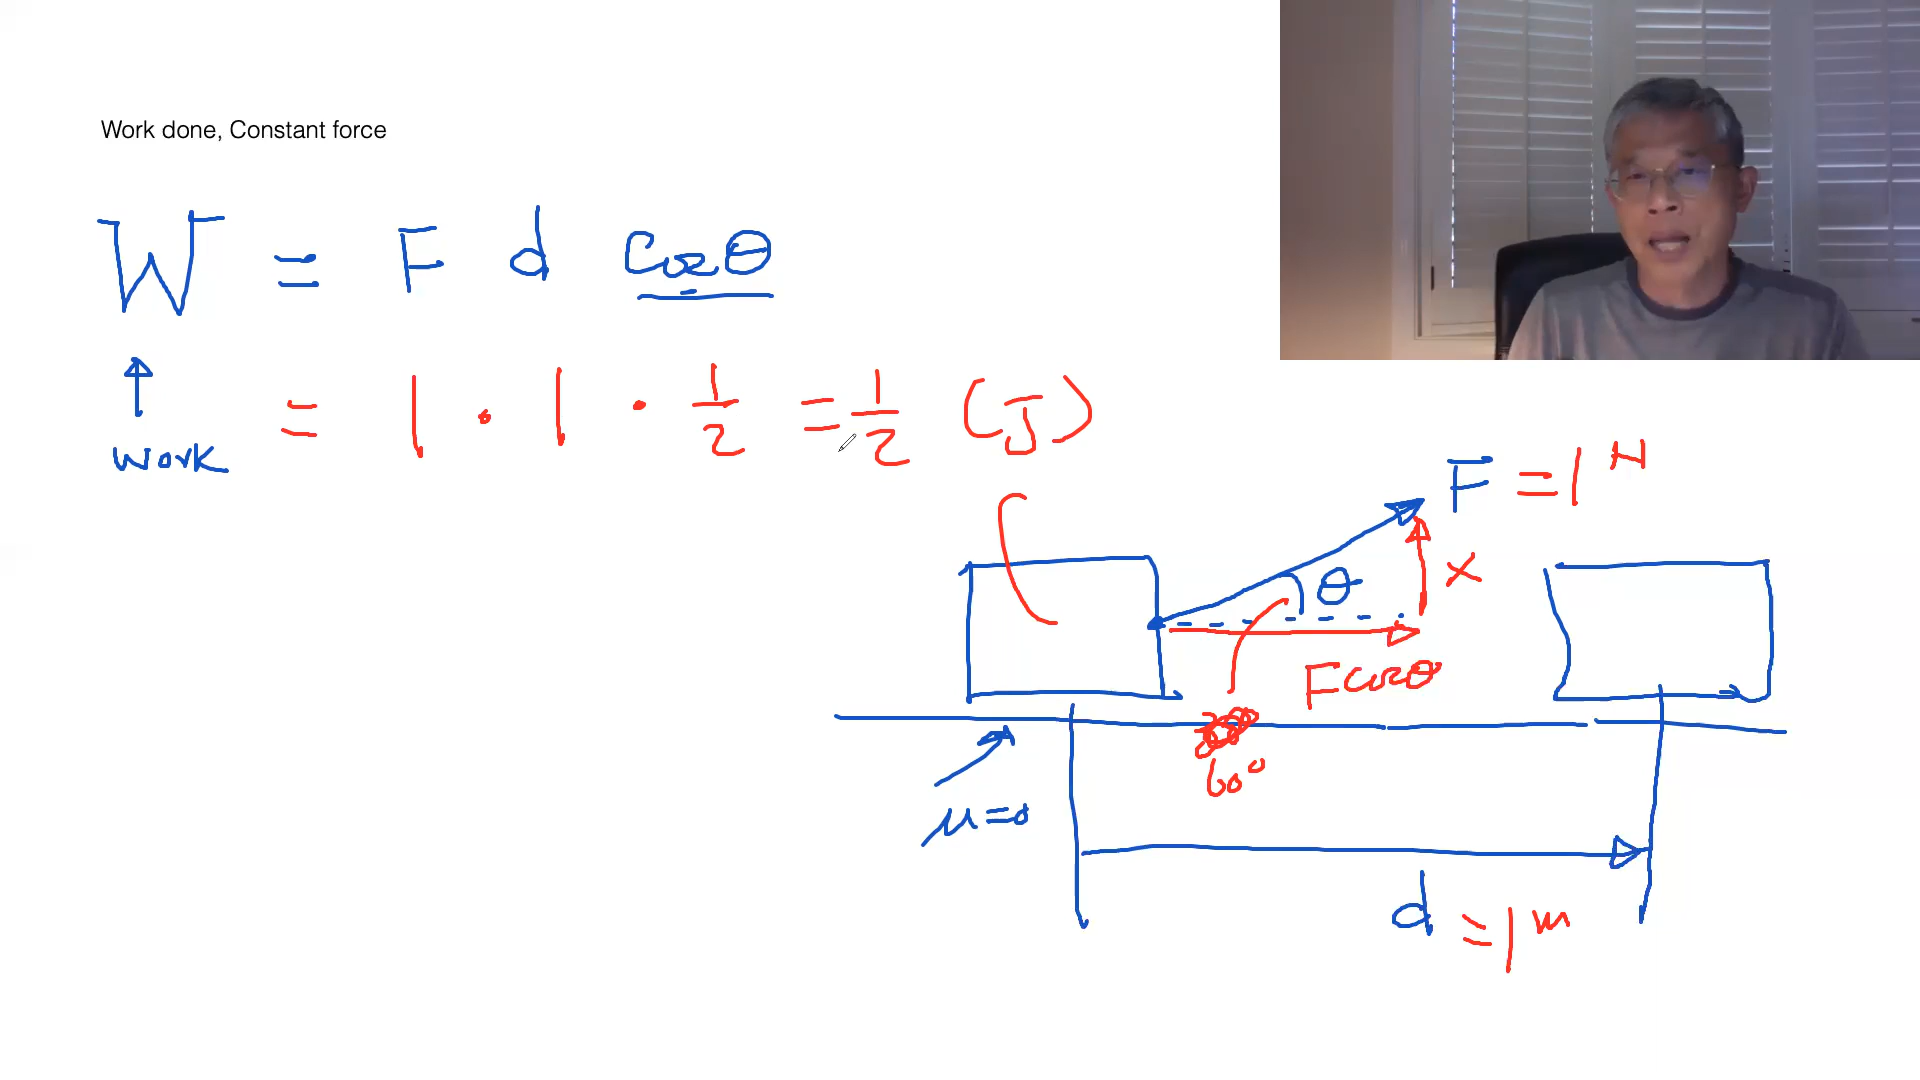 Work done, Constant force
W = F d cosθ
= 1 · 1 · 1/2 = 1/2 (J)
work
F = 1 N
θ
x
F cosθ
60°
μ=0
d = 1 m